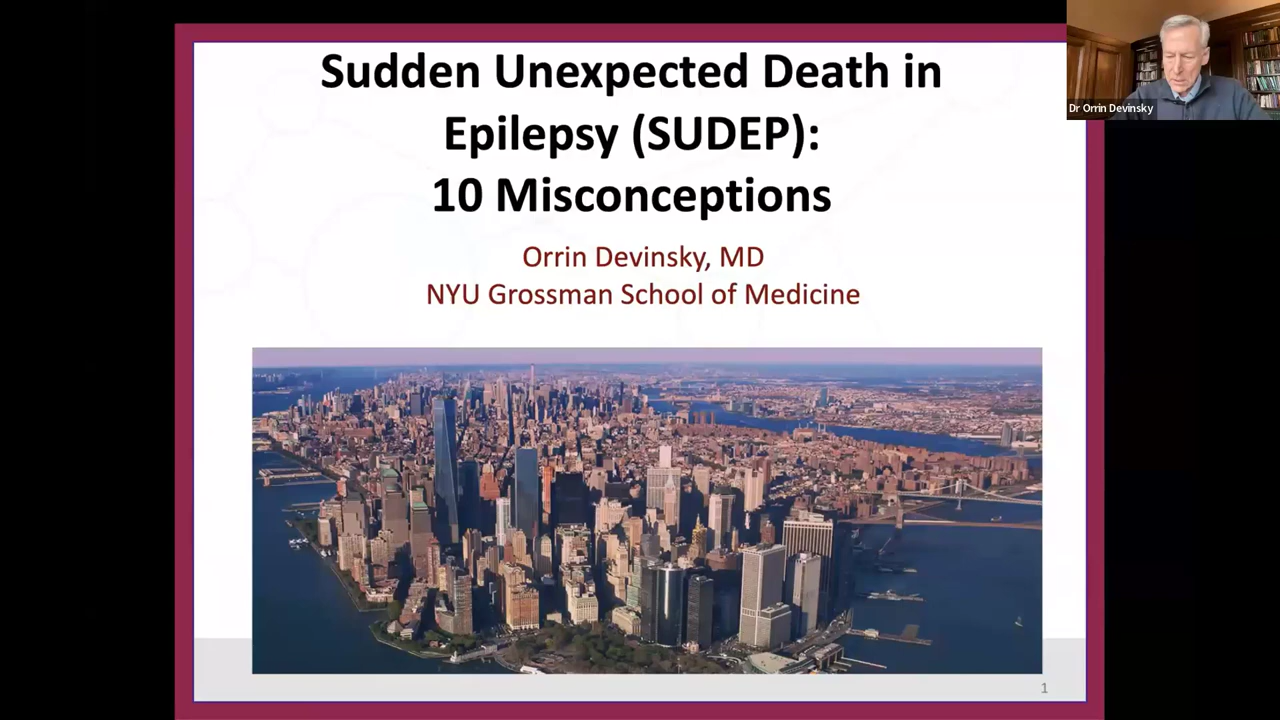 Sudden Unexpected Death in
Epilepsy (SUDEP):
10 Misconceptions
Orrin Devinsky, MD
NYU Grossman School of Medicine
1
Dr Orrin Devinsky